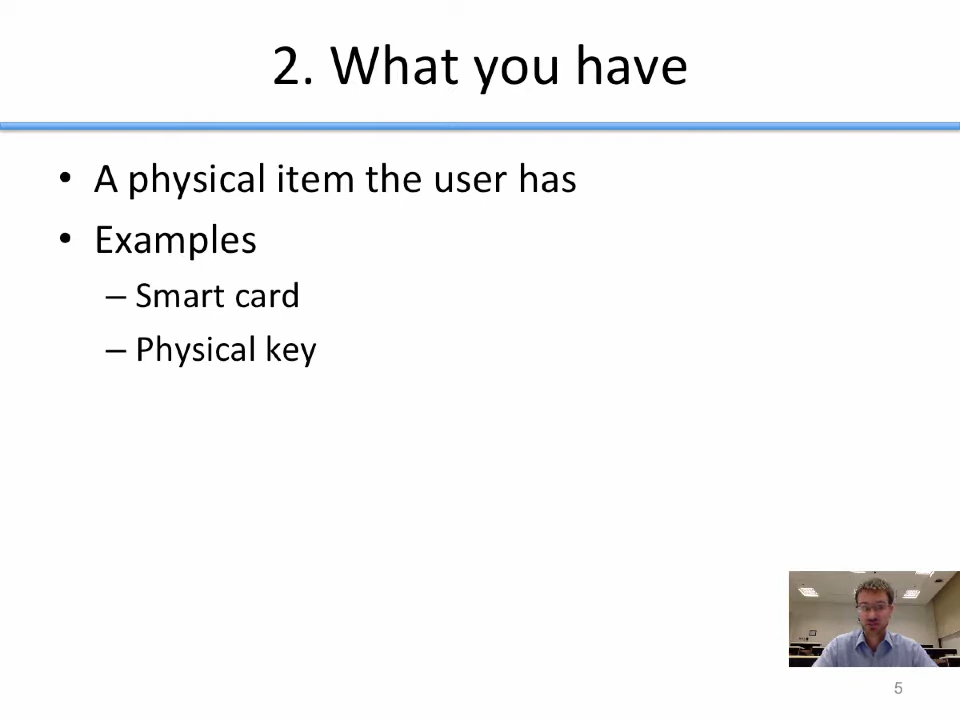 2. What you have
• A physical item the user has
• Examples
– Smart card
– Physical key
5